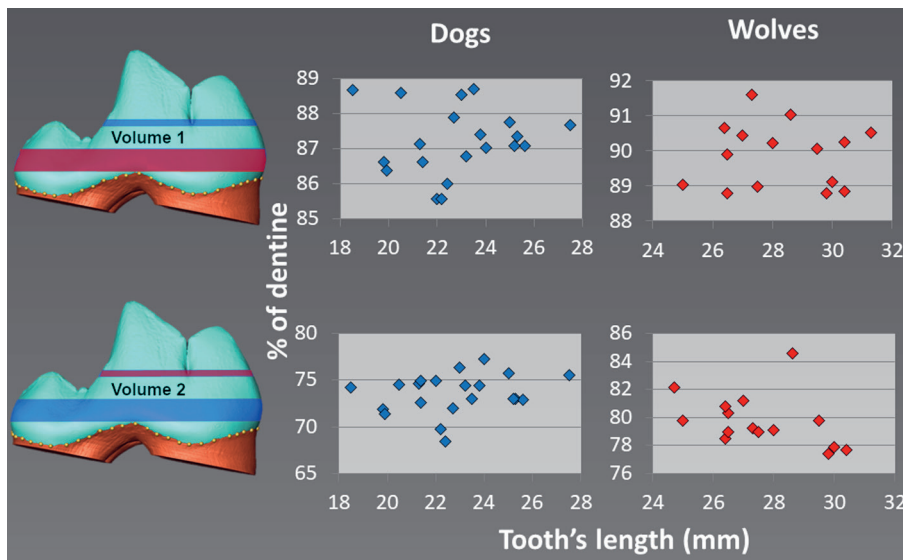 Dogs
Wolves
Volume 1
89
88
87
86
85
18 20 22 24 26 28
92
91
90
89
88
24 26 28 30 32
% of dentine
Volume 2
80
75
70
65
18 20 22 24 26 28
86
84
82
80
78
76
24 26 28 30 32
Tooth's length (mm)